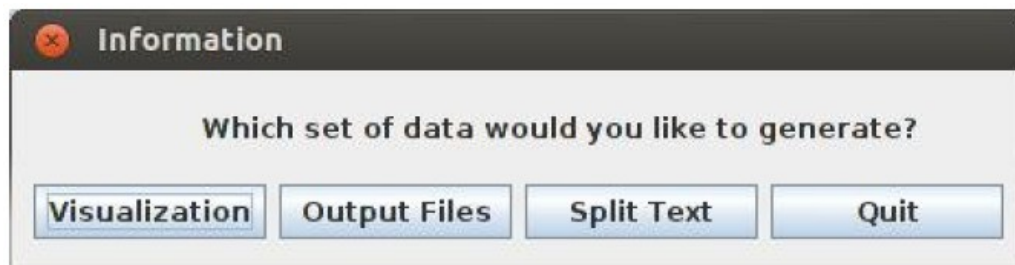 Information
Which set of data would you like to generate?
Visualization Output Files Split Text Quit